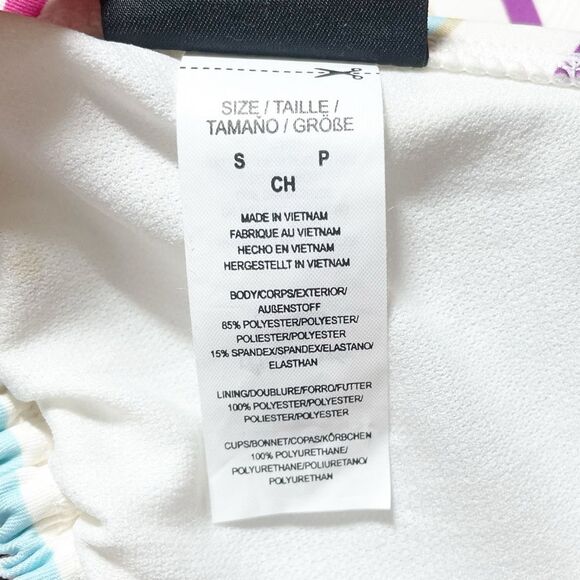 SIZE / TAILLE /
TAMAÑO / GRÖßE
S P
CH
MADE IN VIETNAM
FABRIQUE AU VIETNAM
HECHO EN VIETNAM
HERGESTELLT IN VIETNAM
BODY/CORPS/EXTERIOR/
AUßENSTOFF
85% POLYESTER/POLYESTER/
POLIESTER/POLYESTER
15% SPANDEX/SPANDEX/ELASTANO/
ELASTHAN
LINING/DOUBLURE/FORRO/FUTTER
100% POLYESTER/POLYESTER/
POLIESTER/POLYESTER
CUPS/BONNET/COPAS/KÖRBCHEN
100% POLYURETHANE/
POLYURETHANE/POLIURETANO/
POLYURETHAN